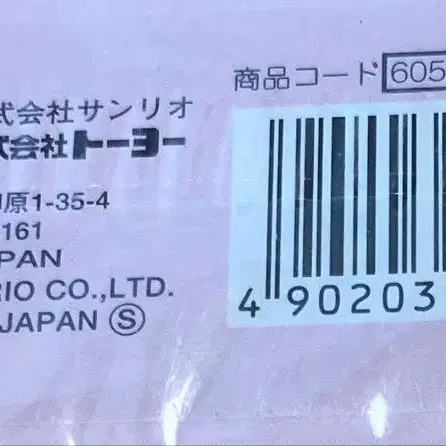 商品コード 605
式会社サンリオ
式会社トーヨー
原1-35-4
161
PAN
RIO CO.,LTD.
JAPAN Ⓢ
4 90203